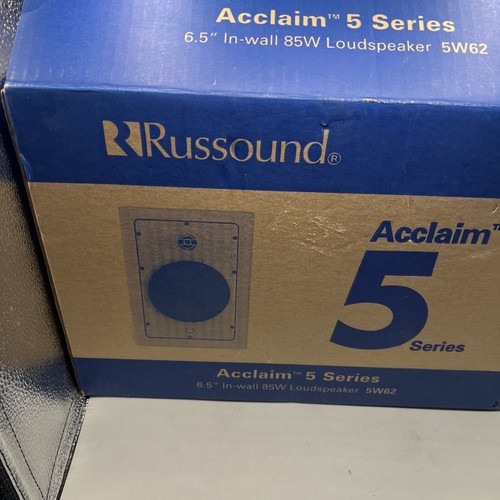 Acclaim™ 5 Series
6.5" In-wall 85W Loudspeaker 5W62
Russound®
Acclaim™
5
Series
Acclaim™ 5 Series
6.5" In-wall 85W Loudspeaker 5W62